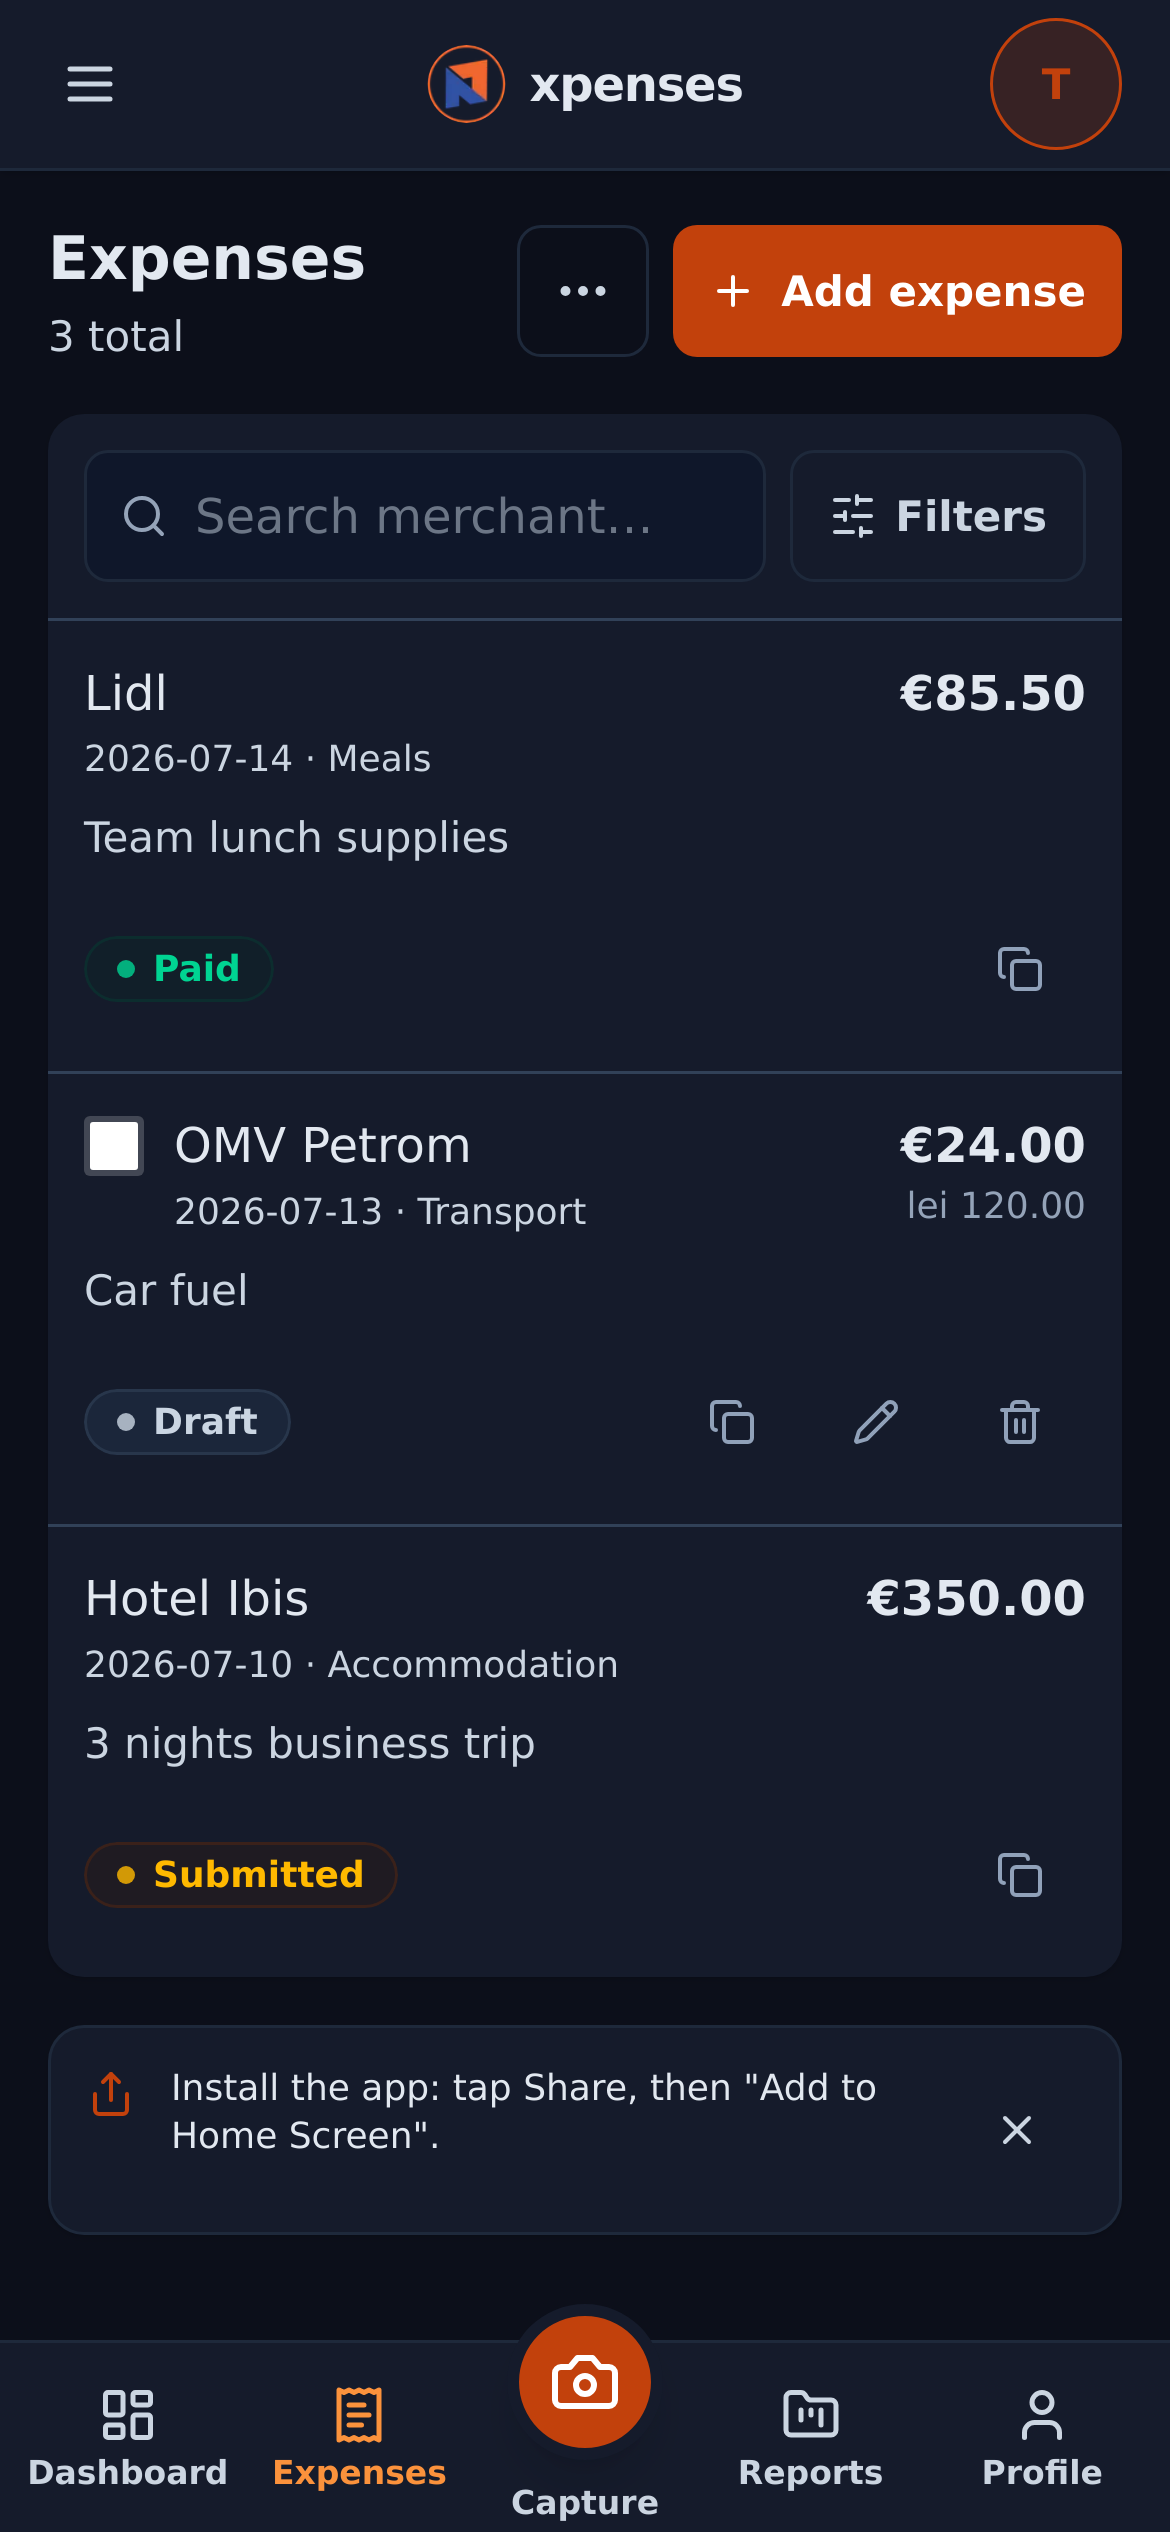 xpenses
T
Expenses
3 total
Add expense
Search merchant...
Filters
Lidl
€85.50
2026-07-14 · Meals
Team lunch supplies
Paid
OMV Petrom
€24.00
2026-07-13 · Transport
lei 120.00
Car fuel
Draft
Hotel Ibis
€350.00
2026-07-10 · Accommodation
3 nights business trip
Submitted
Install the app: tap Share, then "Add to
Home Screen".
Dashboard
Expenses
Capture
Reports
Profile